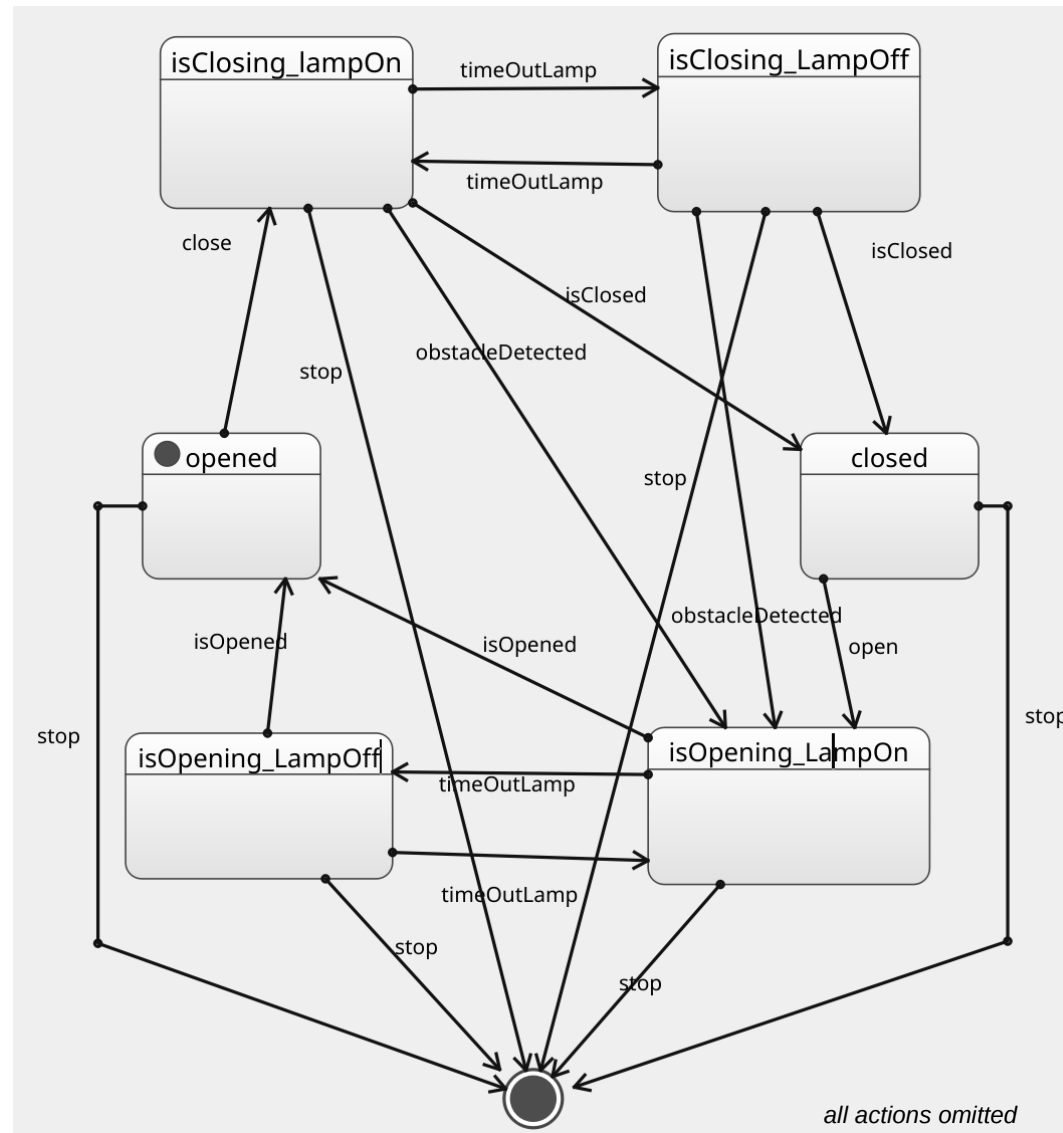 isClosing_lampOn
isClosing_LampOff
timeOutLamp
timeOutLamp
close
isClosed
isClosed
obstacleDetected
stop
opened
closed
stop
obstacleDetected
isOpened
isOpened
open
stop
stop
isOpening_LampOff
isOpening_LampOn
timeOutLamp
timeOutLamp
stop
stop
all actions omitted